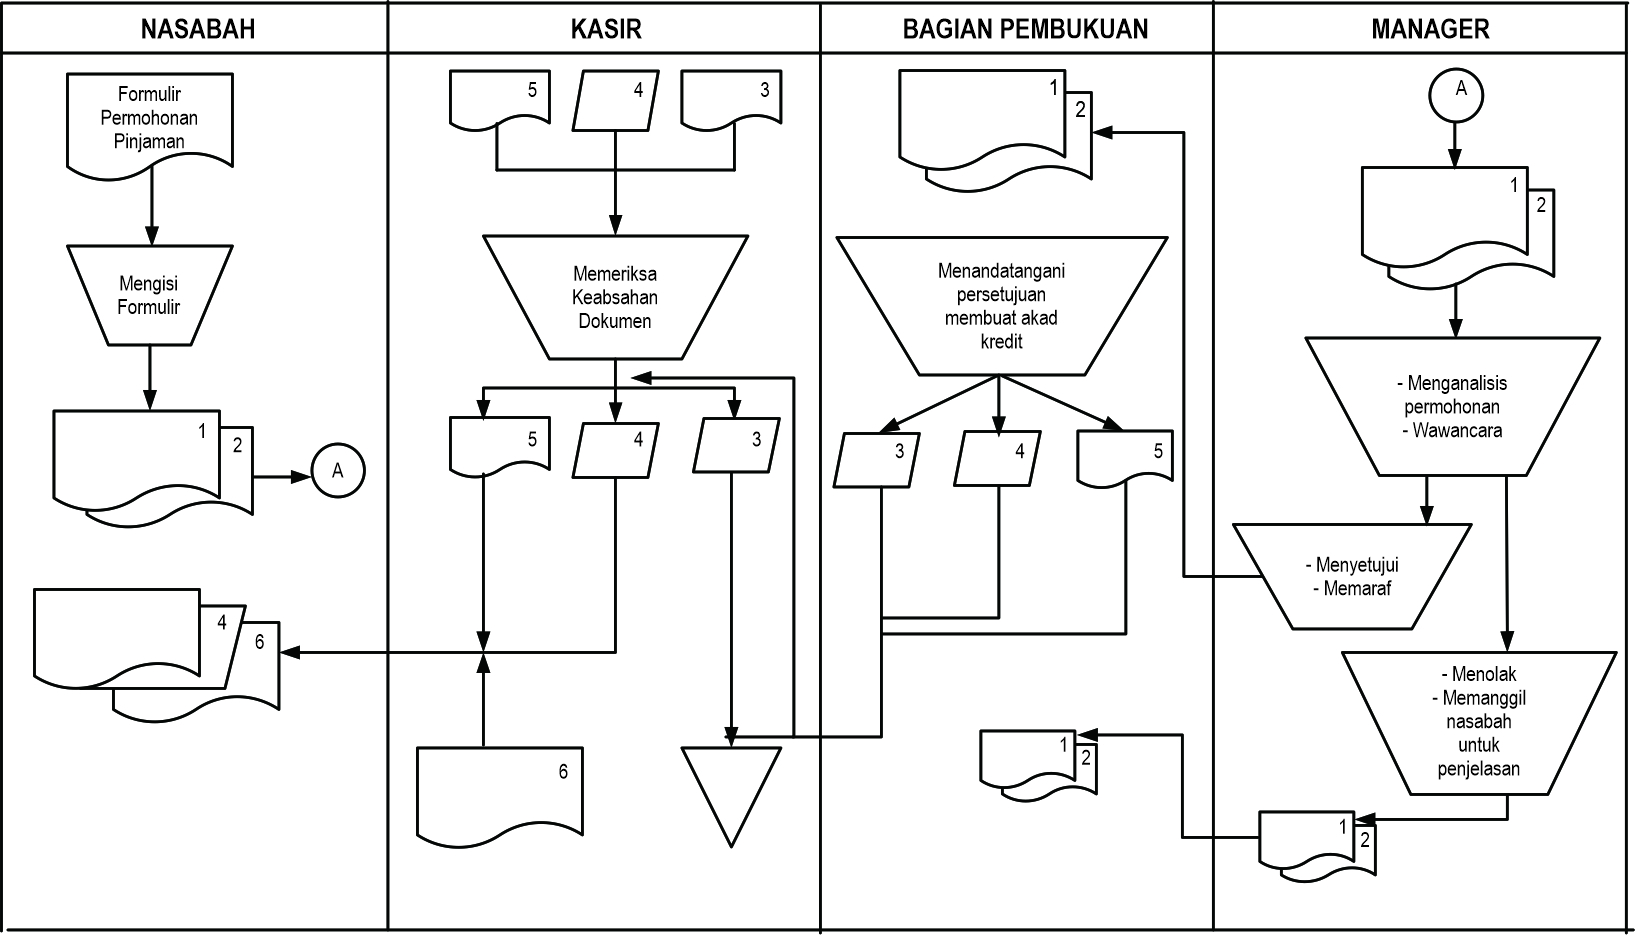 NASABAH
KASIR
BAGIAN PEMBUKUAN
MANAGER
Formulir
Permohonan
Pinjaman
Mengisi
Formulir
1
2
A
4
6
5
4
3
Memeriksa
Keabsahan
Dokumen
5
4
3
6
1
2
Menandatangani
persetujuan
membuat akad
kredit
3
4
5
1
2
A
1
2
- Menganalisis
permohonan
- Wawancara
- Menyetujui
- Memaraf
- Menolak
- Memanggil
nasabah
untuk
penjelasan
1
2